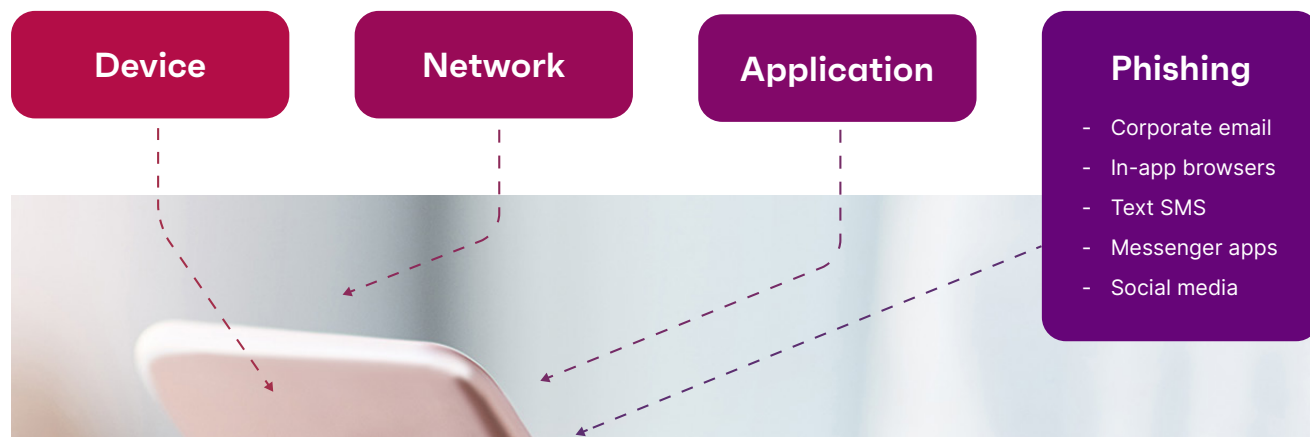 Device
Network
Application
Phishing
- Corporate email
- In-app browsers
- Text SMS
- Messenger apps
- Social media